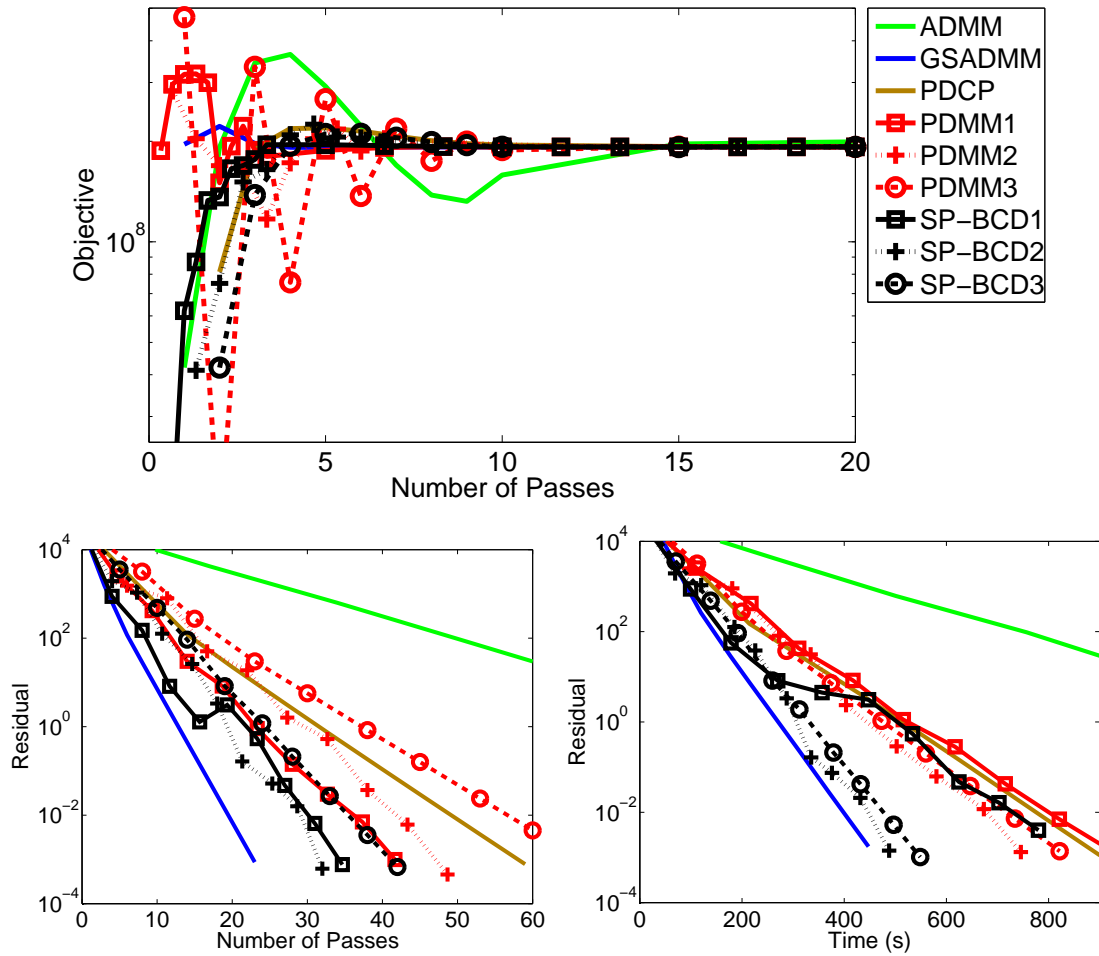 ADMM
GSADMM
PDCP
PDMM1
PDMM2
PDMM3
SP−BCD1
SP−BCD2
SP−BCD3
Objective
10^8
0 5 10 15 20
Number of Passes
Residual
10^4
10^2
10^0
10^−2
10^−4
0 10 20 30 40 50 60
Number of Passes
Residual
10^4
10^2
10^0
10^−2
10^−4
0 200 400 600 800
Time (s)